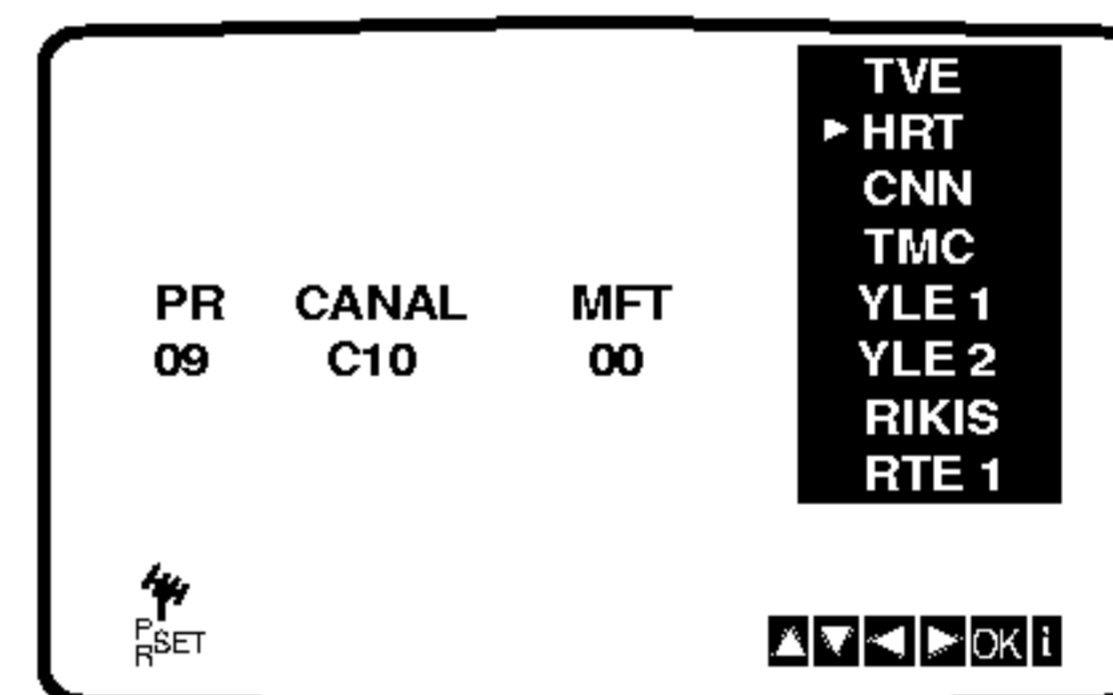 TVE
HRT
CNN
TMC
YLE 1
YLE 2
RIKIS
RTE 1
PR CANAL MFT
09 C10 00
PR SET
OK i